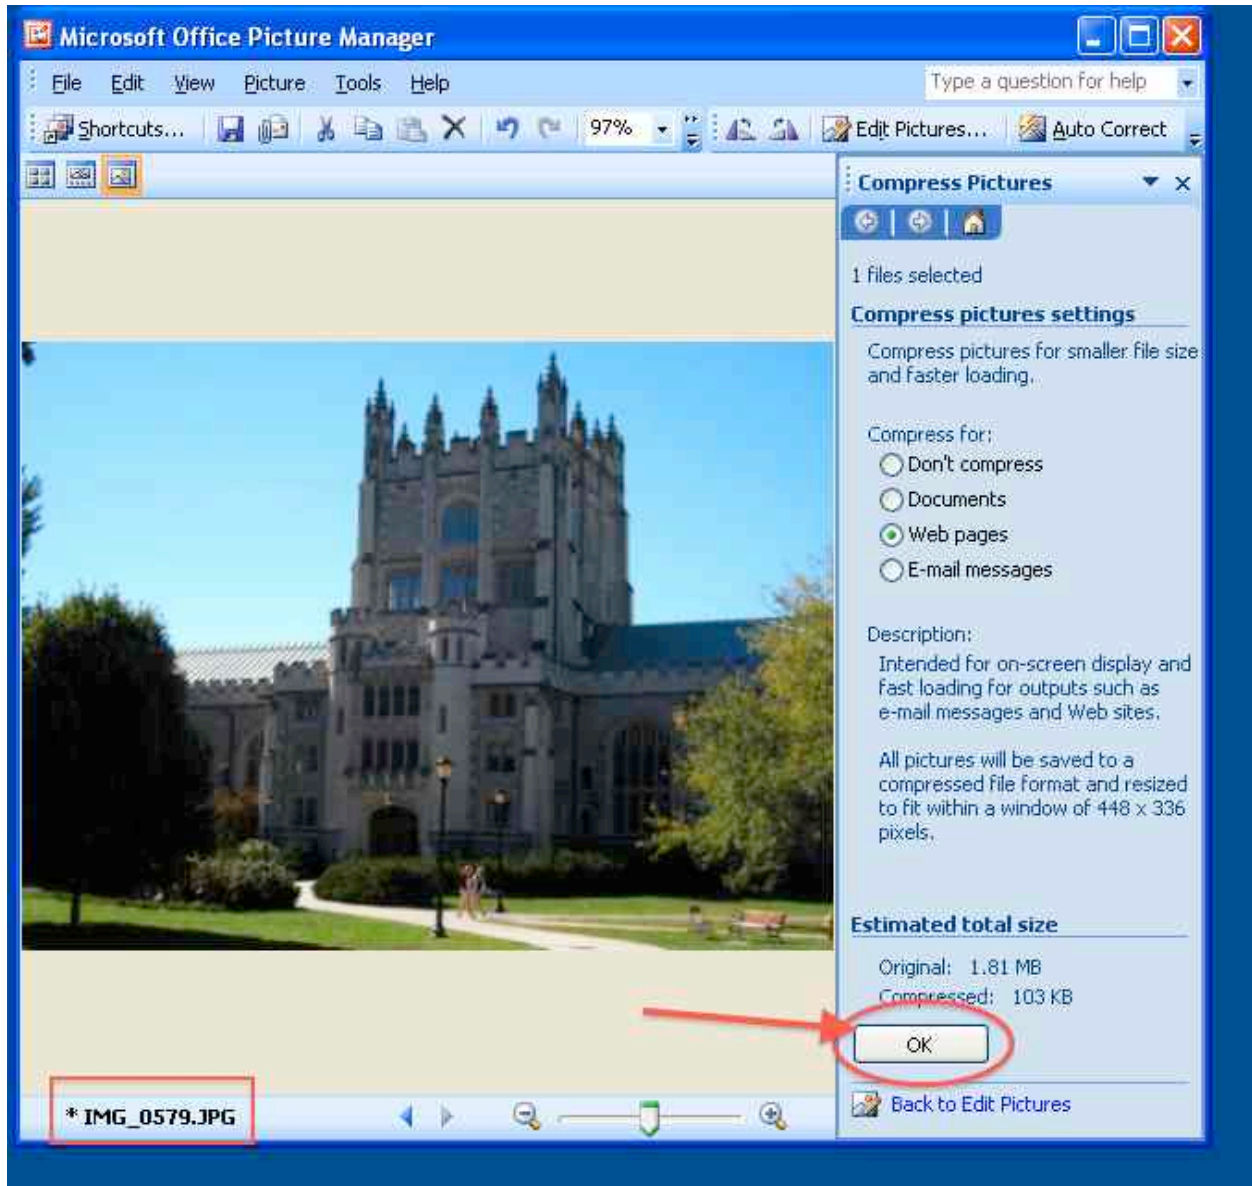 Microsoft Office Picture Manager
File Edit View Picture Tools Help
Type a question for help
Shortcuts... 97% Edit Pictures... Auto Correct
Compress Pictures
1 files selected
Compress pictures settings
Compress pictures for smaller file size
and faster loading.
Compress for:
Don't compress
Documents
Web pages
E-mail messages
Description:
Intended for on-screen display and
fast loading for outputs such as
e-mail messages and Web sites.
All pictures will be saved to a
compressed file format and resized
to fit within a window of 448 x 336
pixels.
Estimated total size
Original: 1.81 MB
Compressed: 103 KB
OK
Back to Edit Pictures
* IMG_0579.JPG